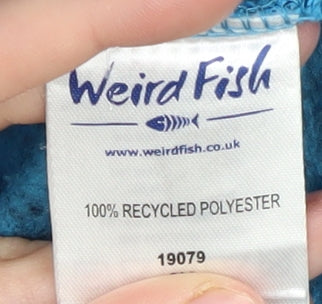 Weird Fish
www.weirdfish.co.uk
100% RECYCLED POLYESTER
19079